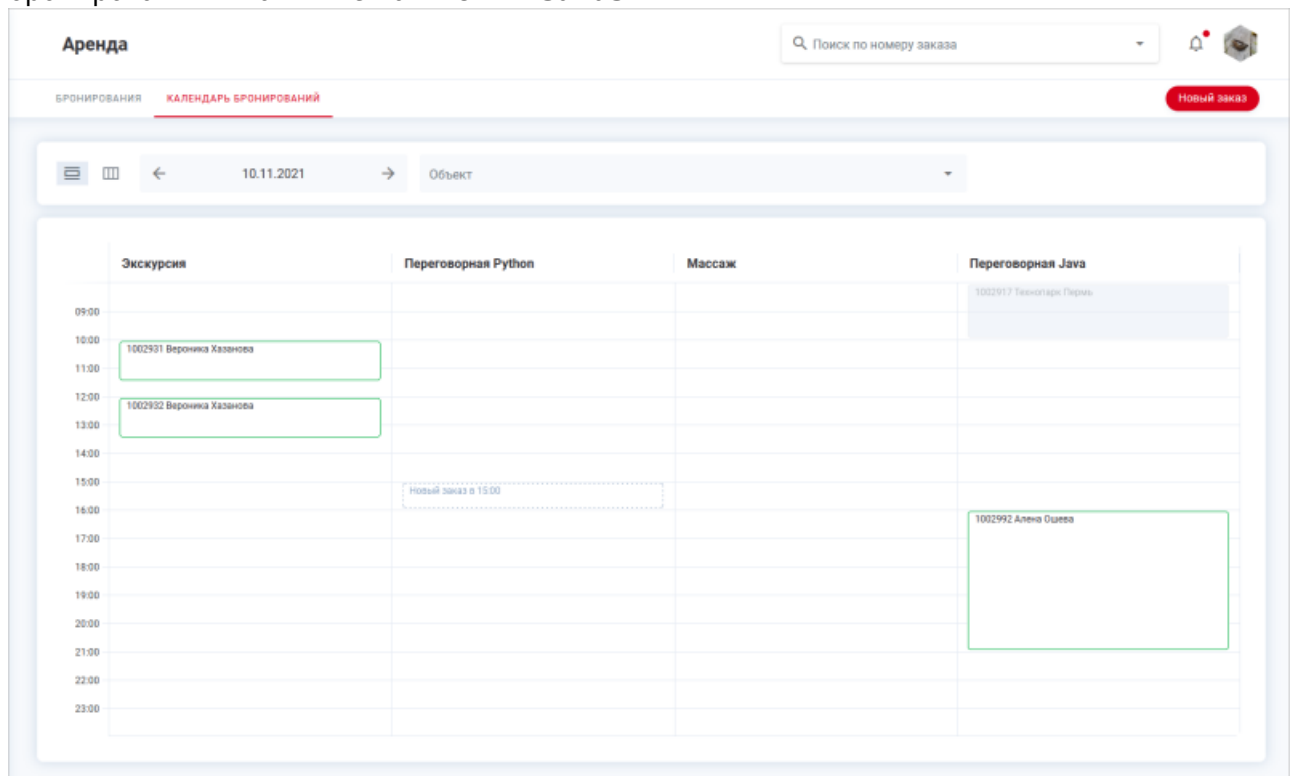 Аренда
Поиск по номеру заказа
БРОНИРОВАНИЯ КАЛЕНДАРЬ БРОНИРОВАНИЙ
Новый заказ
10.11.2021
Объект
Экскурсия Переговорная Python Массаж Переговорная Java
1002917 Технопарк Пермь
09:00
10:00
1002931 Вероника Хазанова
11:00
12:00
1002932 Вероника Хазанова
13:00
14:00
15:00
Новый заказ в 15:00
16:00
1002992 Алена Ошева
17:00
18:00
19:00
20:00
21:00
22:00
23:00